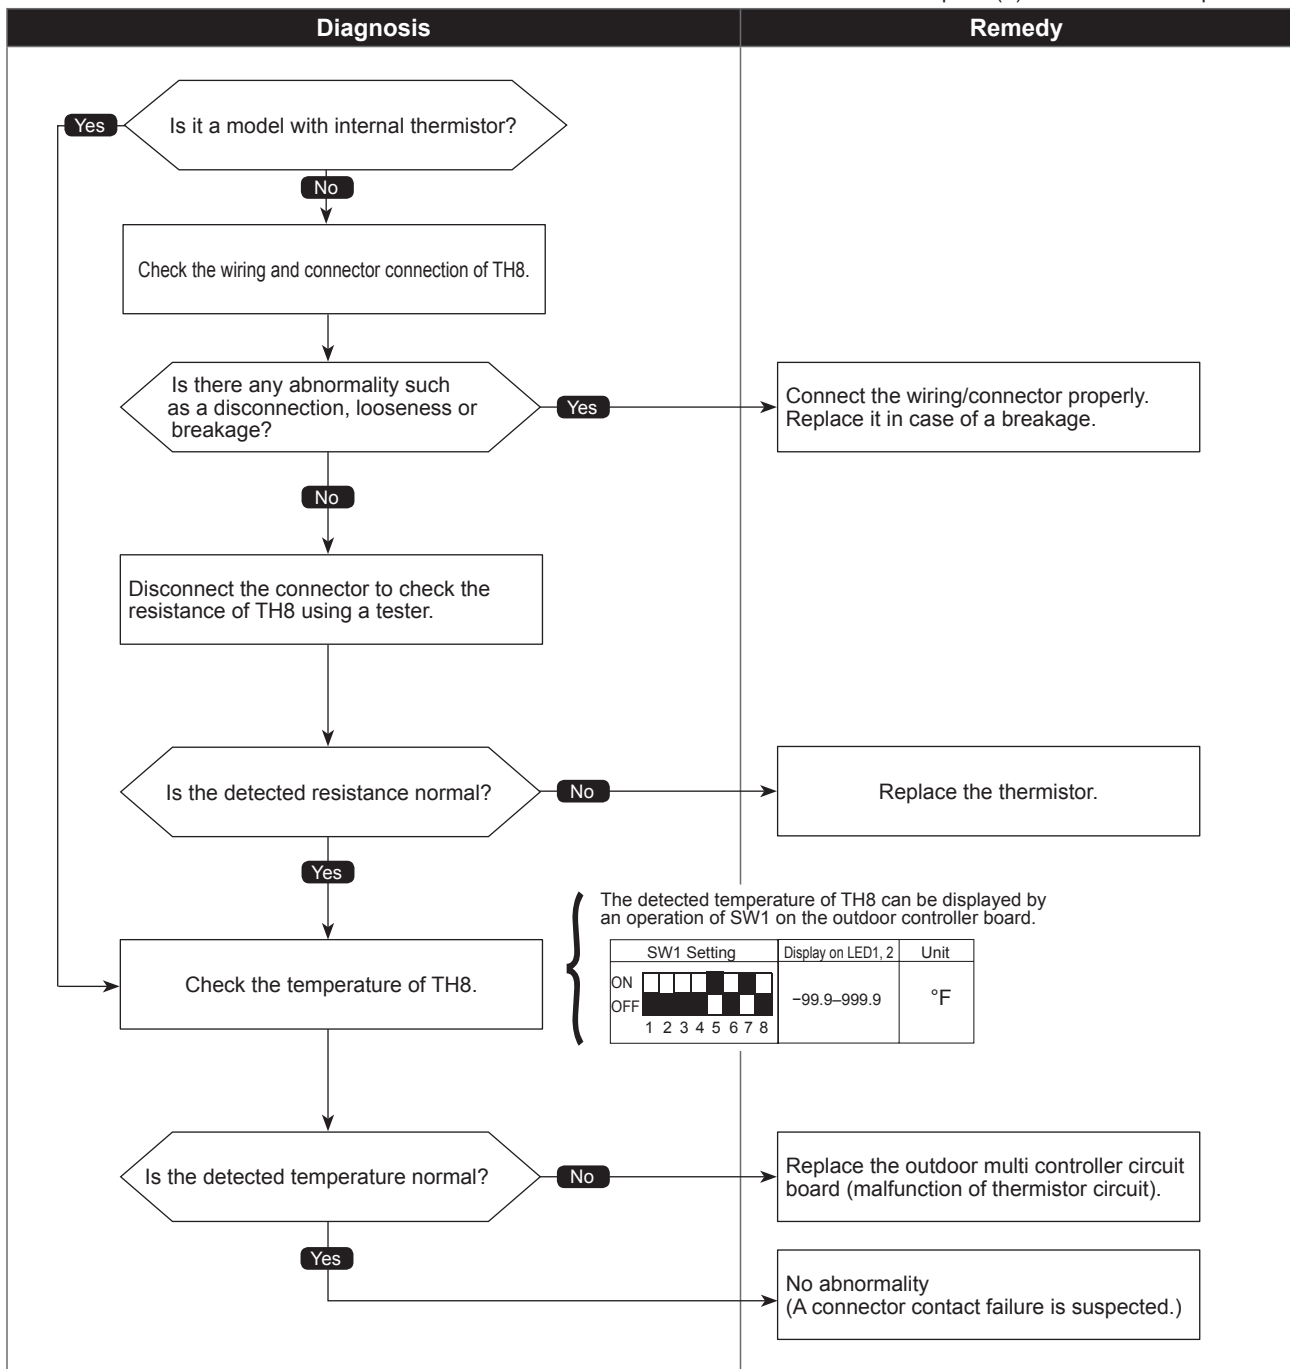 Diagnosis
Remedy
Is it a model with internal thermistor?
Yes
No
Check the wiring and connector connection of TH8.
Is there any abnormality such
as a disconnection, looseness or
breakage?
Yes
Connect the wiring/connector properly.
Replace it in case of a breakage.
No
Disconnect the connector to check the
resistance of TH8 using a tester.
Is the detected resistance normal?
No
Replace the thermistor.
Yes
The detected temperature of TH8 can be displayed by
an operation of SW1 on the outdoor controller board.
SW1 Setting
Display on LED1, 2
Unit
ON
OFF
1 2 3 4 5 6 7 8
−99.9–999.9
°F
Check the temperature of TH8.
Is the detected temperature normal?
No
Replace the outdoor multi controller circuit
board (malfunction of thermistor circuit).
Yes
No abnormality
(A connector contact failure is suspected.)